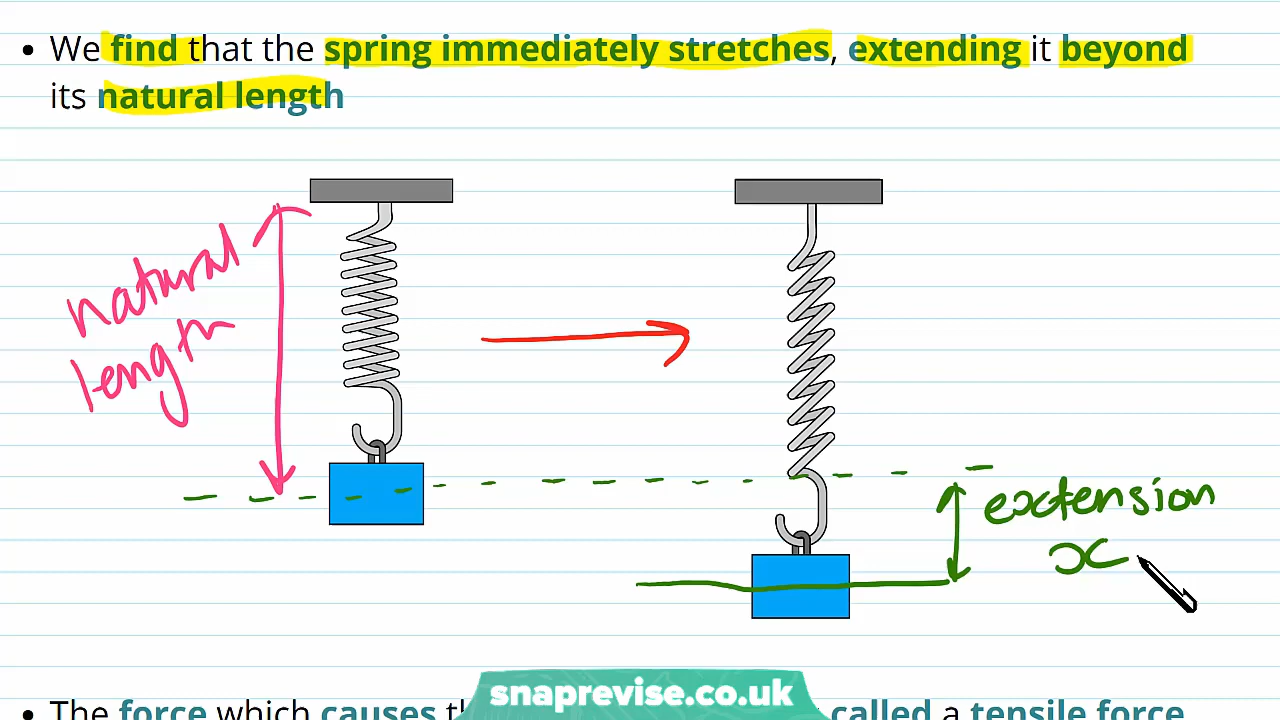 • We find that the spring immediately stretches, extending it beyond
its natural length
natural
length
extension
x
snaprevise.co.uk
• The force which causes called a tensile force